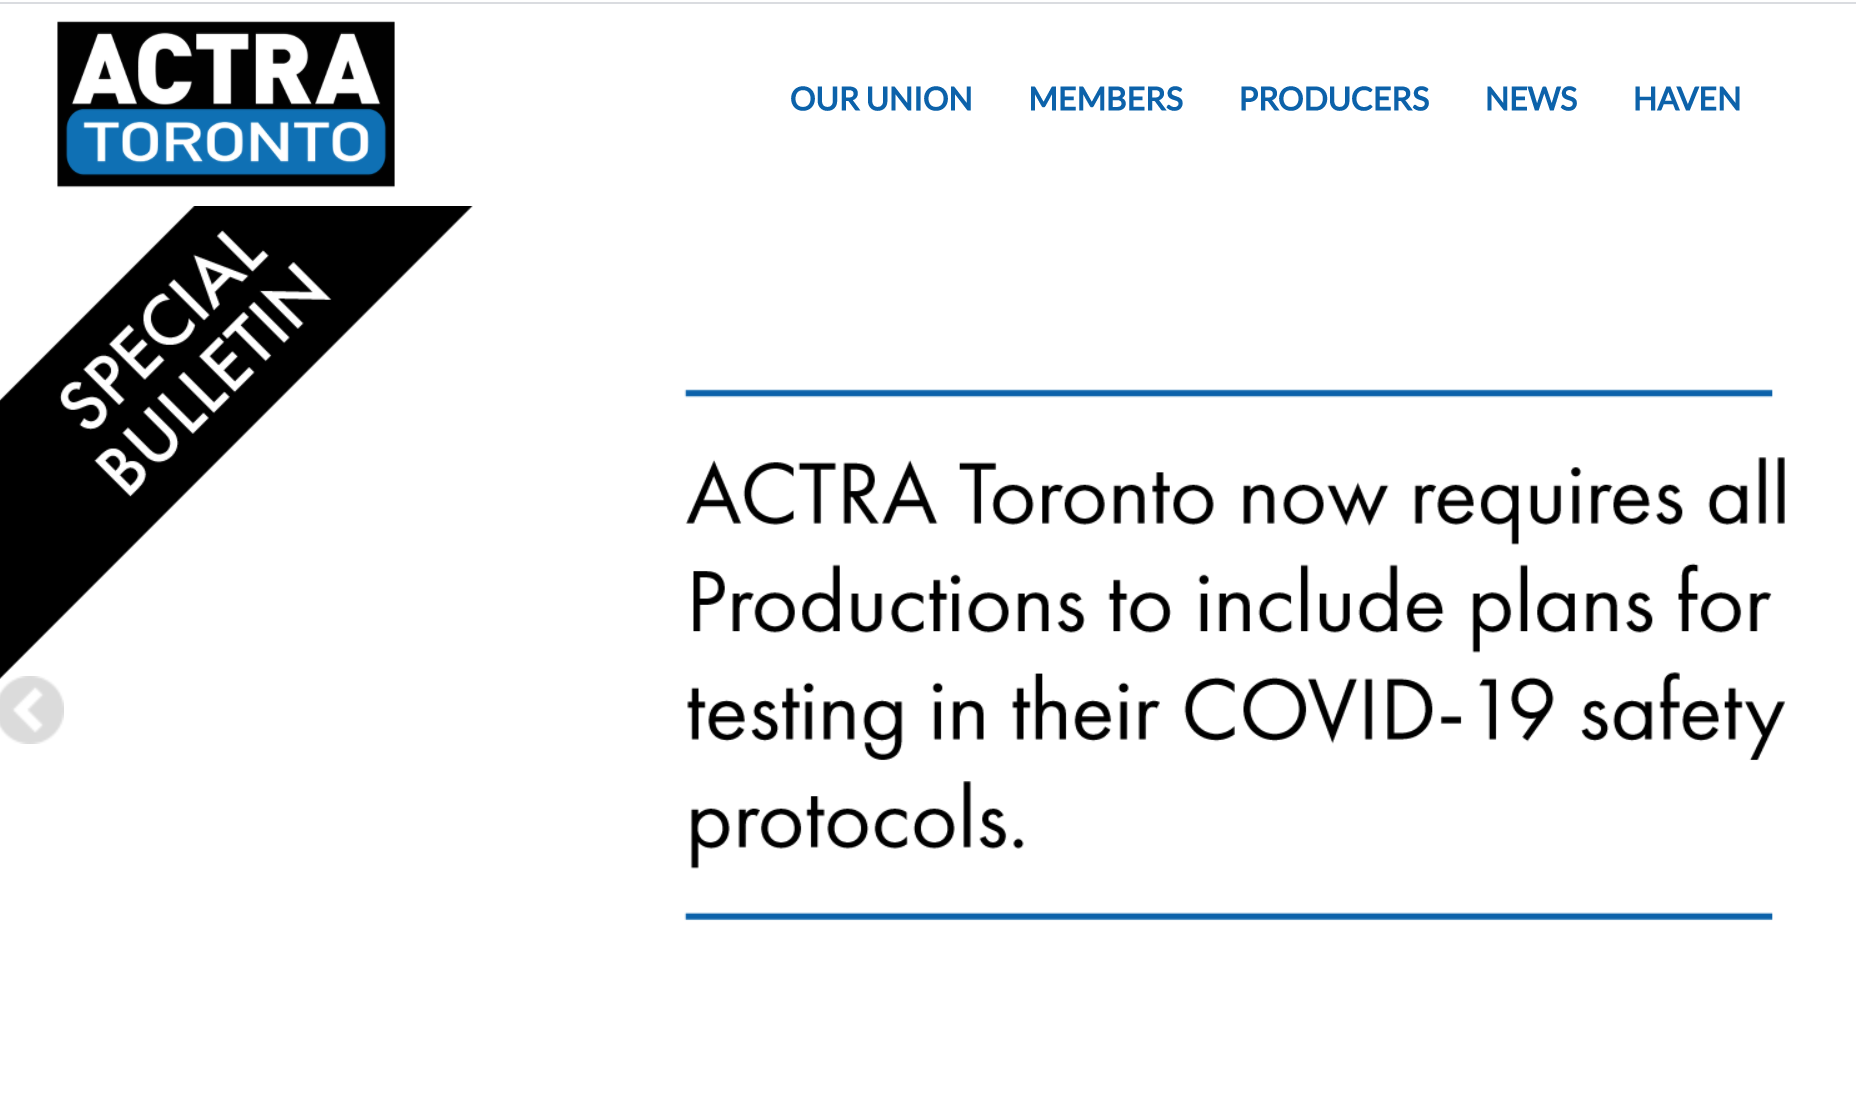 ACTRA
TORONTO
OUR UNION MEMBERS PRODUCERS NEWS HAVEN
SPECIAL
BULLETIN
ACTRA Toronto now requires all
Productions to include plans for
testing in their COVID-19 safety
protocols.